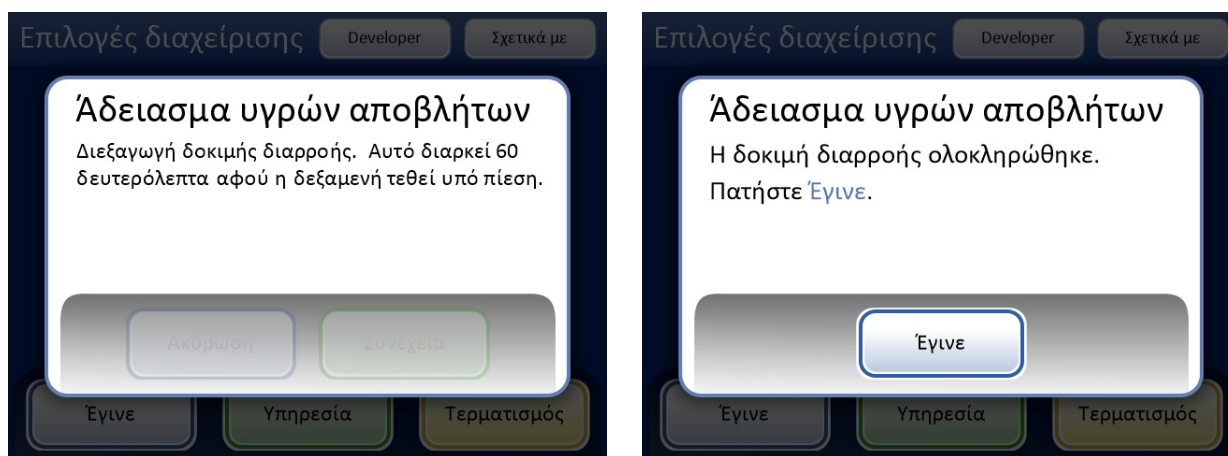 Επιλογές διαχείρισης Developer Σχετικά με
Άδειασμα υγρών αποβλήτων
Διεξαγωγή δοκιμής διαρροής. Αυτό διαρκεί 60
δευτερόλεπτα αφού η δεξαμενή τεθεί υπό πίεση.
Ακύρωση Συνέχεια
Έγινε Υπηρεσία Τερματισμός
Επιλογές διαχείρισης Developer Σχετικά με
Άδειασμα υγρών αποβλήτων
Η δοκιμή διαρροής ολοκληρώθηκε.
Πατήστε Έγινε.
Έγινε
Έγινε Υπηρεσία Τερματισμός